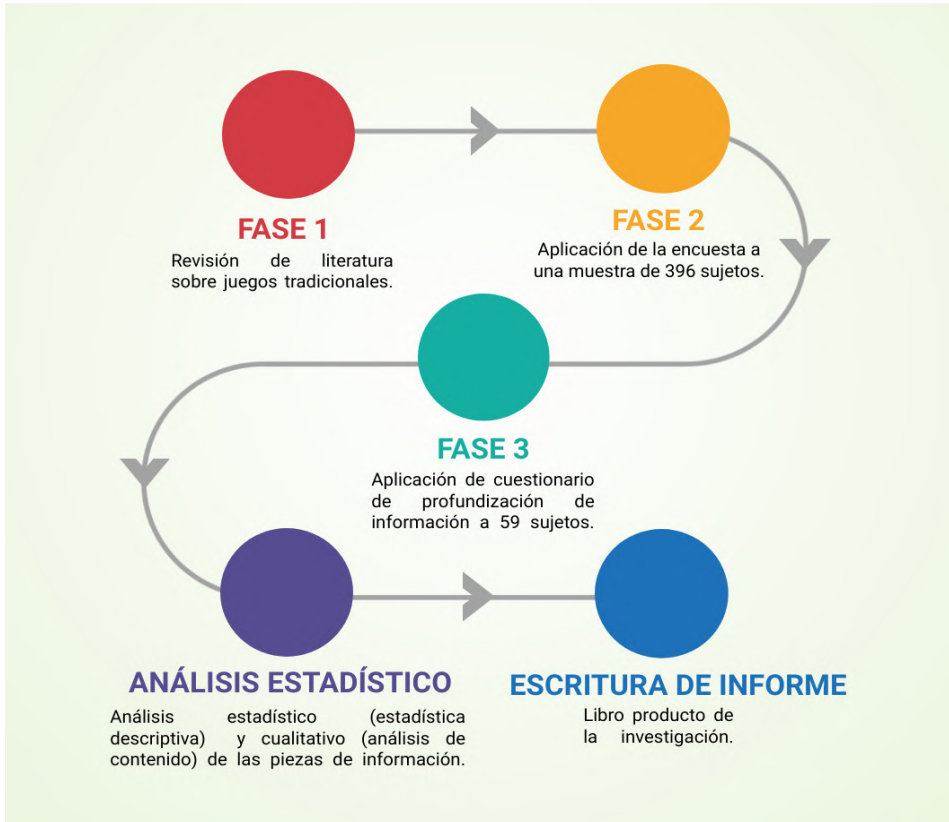 FASE 1
Revisión de literatura
sobre juegos tradicionales.
FASE 2
Aplicación de la encuesta a
una muestra de 396 sujetos.
FASE 3
Aplicación de cuestionario
de profundización de
información a 59 sujetos.
ANÁLISIS ESTADÍSTICO
Análisis estadístico (estadística
descriptiva) y cualitativo (análisis de
contenido) de las piezas de información.
ESCRITURA DE INFORME
Libro producto de
la investigación.